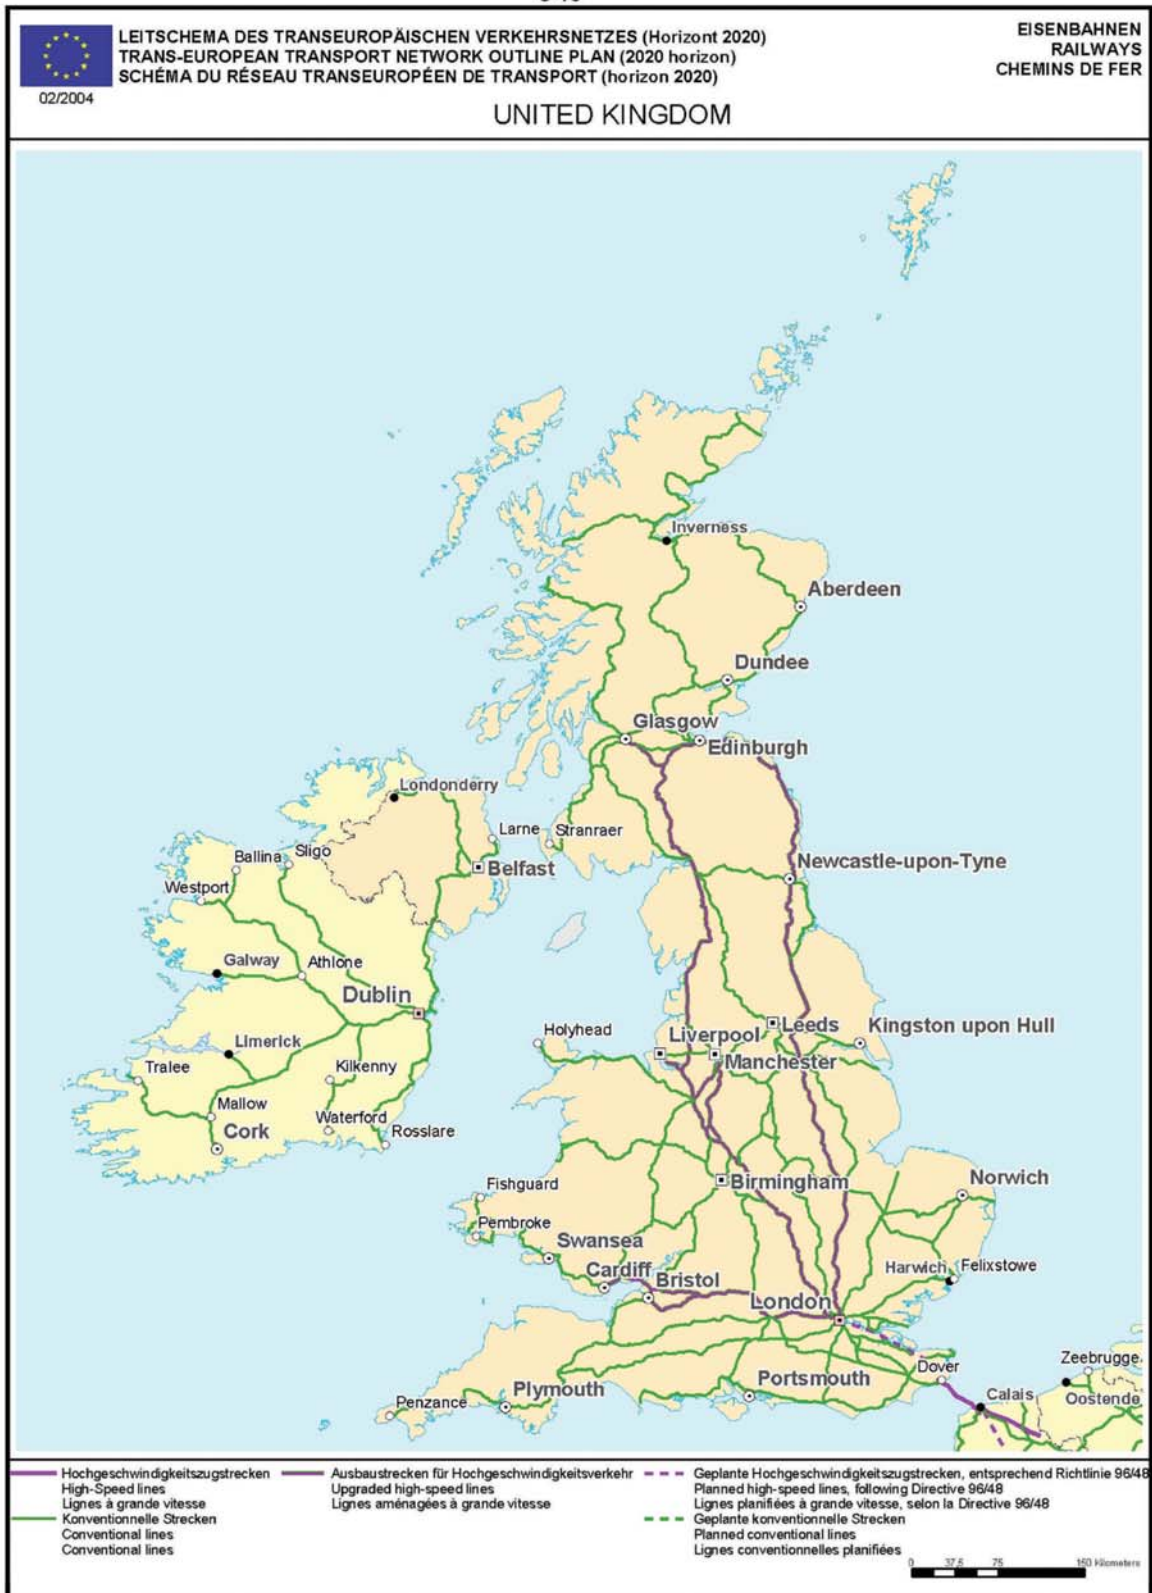 LEITSCHEMA DES TRANSEUROPÄISCHEN VERKEHRSNETZES (Horizont 2020)
TRANS-EUROPEAN TRANSPORT NETWORK OUTLINE PLAN (2020 horizon)
SCHÉMA DU RÉSEAU TRANSEUROPÉEN DE TRANSPORT (horizon 2020)
EISENBAHNEN
RAILWAYS
CHEMINS DE FER
02/2004
UNITED KINGDOM
Inverness
Aberdeen
Dundee
Glasgow
Edinburgh
Londonderry
Larne
Stranraer
Ballina
Sligo
Belfast
Newcastle-upon-Tyne
Westport
Galway
Athlone
Dublin
Holyhead
Liverpool
Leeds
Kingston upon Hull
Limerick
Manchester
Tralee
Kilkenny
Mallow
Waterford
Cork
Rosslare
Fishguard
Birmingham
Norwich
Pembroke
Swansea
Cardiff
Bristol
Harwich
Felixstowe
London
Dover
Zeebrugge
Penzance
Plymouth
Portsmouth
Calais
Oostende
Hochgeschwindigkeitszugstrecken
High-Speed lines
Lignes à grande vitesse
Konventionnelle Strecken
Conventional lines
Conventional lines
Ausbaustrecken für Hochgeschwindigkeitsverkehr
Upgraded high-speed lines
Lignes aménagées à grande vitesse
Geplante Hochgeschwindigkeitszugstrecken, entsprechend Richtlinie 96/48
Planned high-speed lines, following Directive 96/48
Lignes planifiées à grande vitesse, selon la Directive 96/48
Geplante konventionelle Strecken
Planned conventional lines
Lignes conventionnelles planifiées
0 37,5 75 150 Kilometers